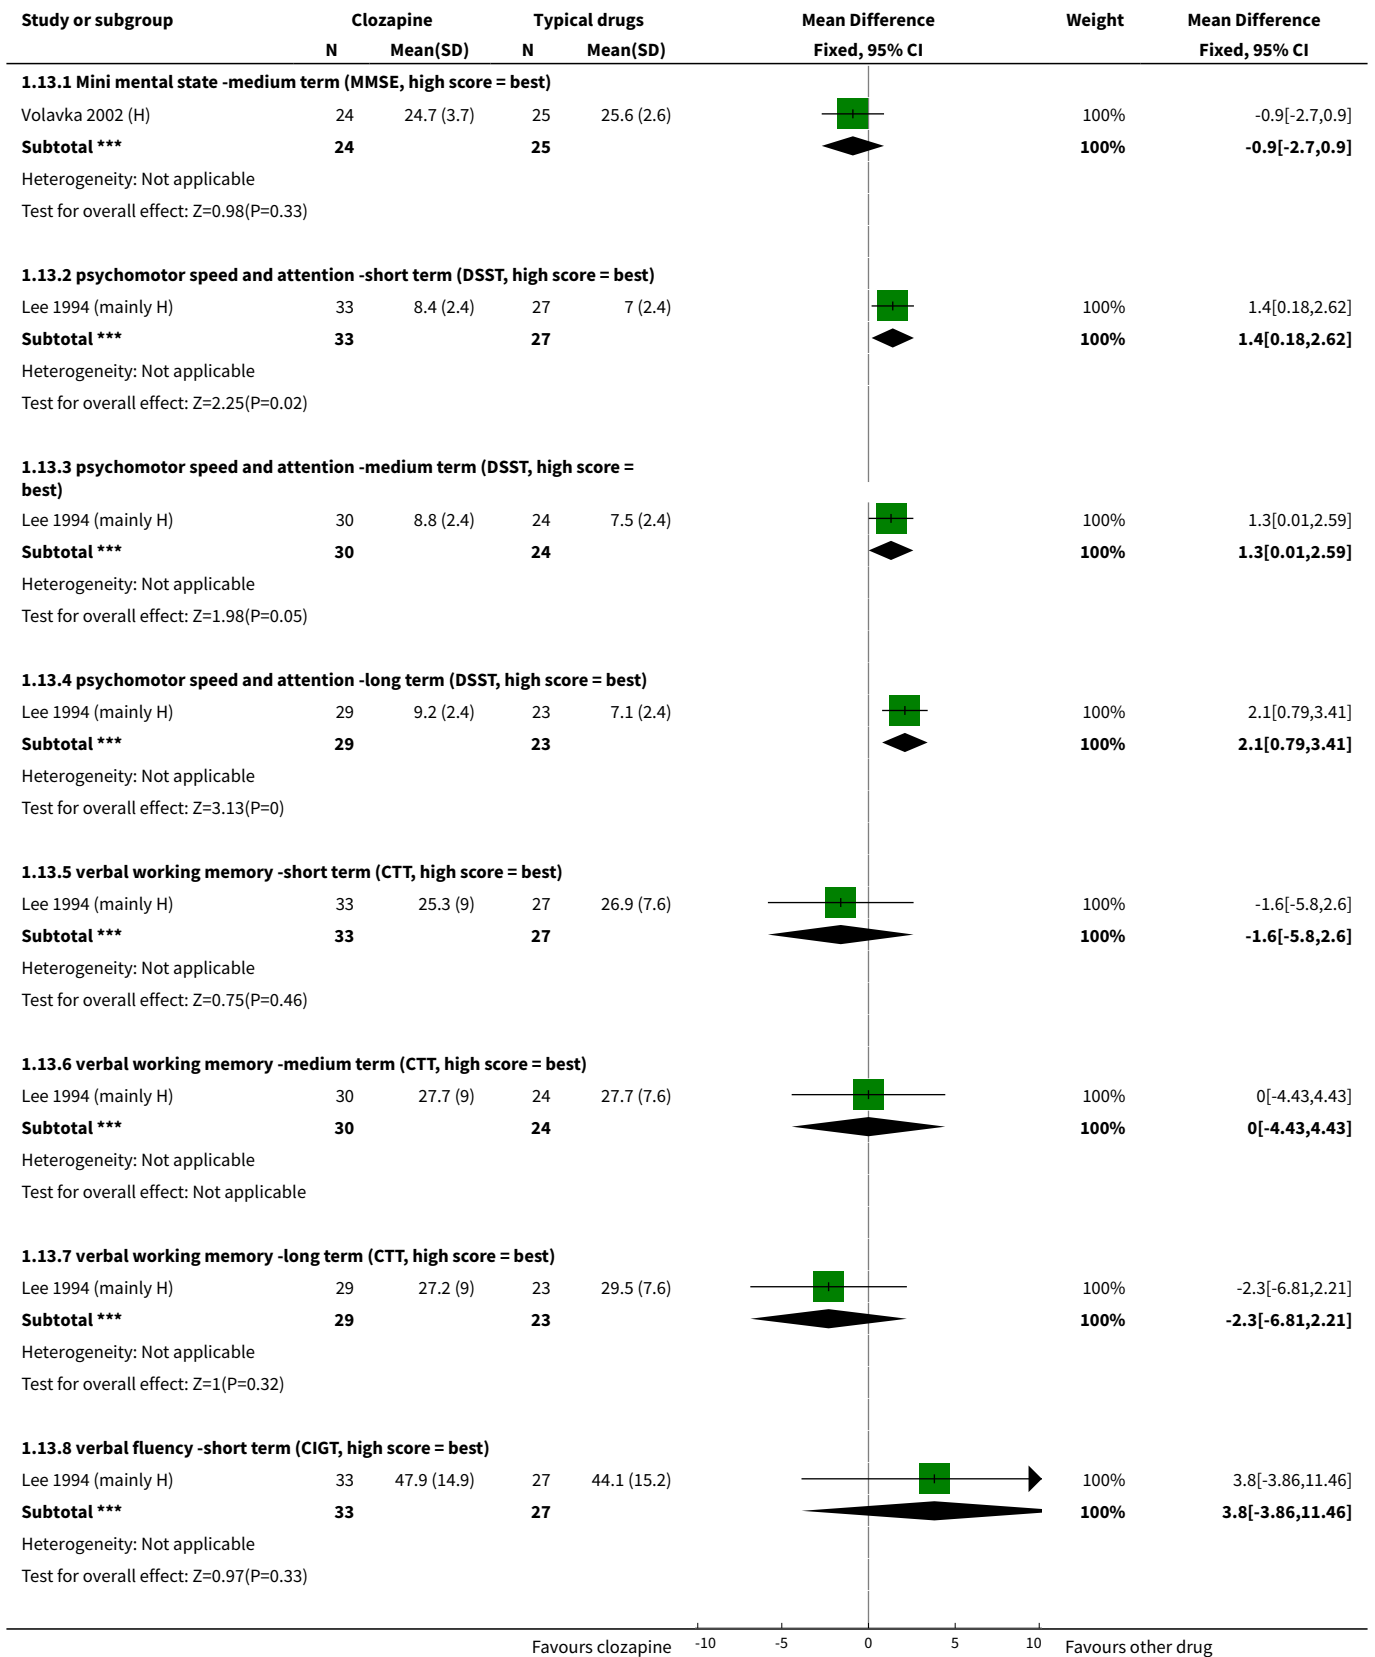 Study or subgroup Clozapine Typical drugs Mean Difference Weight Mean Difference
N Mean(SD) N Mean(SD) Fixed, 95% CI Fixed, 95% CI
1.13.1 Mini mental state -medium term (MMSE, high score = best)
Volavka 2002 (H) 24 24.7 (3.7) 25 25.6 (2.6) 100% -0.9[-2.7,0.9]
Subtotal *** 24 25 100% -0.9[-2.7,0.9]
Heterogeneity: Not applicable
Test for overall effect: Z=0.98(P=0.33)
1.13.2 psychomotor speed and attention -short term (DSST, high score = best)
Lee 1994 (mainly H) 33 8.4 (2.4) 27 7 (2.4) 100% 1.4[0.18,2.62]
Subtotal *** 33 27 100% 1.4[0.18,2.62]
Heterogeneity: Not applicable
Test for overall effect: Z=2.25(P=0.02)
1.13.3 psychomotor speed and attention -medium term (DSST, high score =
best)
Lee 1994 (mainly H) 30 8.8 (2.4) 24 7.5 (2.4) 100% 1.3[0.01,2.59]
Subtotal *** 30 24 100% 1.3[0.01,2.59]
Heterogeneity: Not applicable
Test for overall effect: Z=1.98(P=0.05)
1.13.4 psychomotor speed and attention -long term (DSST, high score = best)
Lee 1994 (mainly H) 29 9.2 (2.4) 23 7.1 (2.4) 100% 2.1[0.79,3.41]
Subtotal *** 29 23 100% 2.1[0.79,3.41]
Heterogeneity: Not applicable
Test for overall effect: Z=3.13(P=0)
1.13.5 verbal working memory -short term (CTT, high score = best)
Lee 1994 (mainly H) 33 25.3 (9) 27 26.9 (7.6) 100% -1.6[-5.8,2.6]
Subtotal *** 33 27 100% -1.6[-5.8,2.6]
Heterogeneity: Not applicable
Test for overall effect: Z=0.75(P=0.46)
1.13.6 verbal working memory -medium term (CTT, high score = best)
Lee 1994 (mainly H) 30 27.7 (9) 24 27.7 (7.6) 100% 0[-4.43,4.43]
Subtotal *** 30 24 100% 0[-4.43,4.43]
Heterogeneity: Not applicable
Test for overall effect: Not applicable
1.13.7 verbal working memory -long term (CTT, high score = best)
Lee 1994 (mainly H) 29 27.2 (9) 23 29.5 (7.6) 100% -2.3[-6.81,2.21]
Subtotal *** 29 23 100% -2.3[-6.81,2.21]
Heterogeneity: Not applicable
Test for overall effect: Z=1(P=0.32)
1.13.8 verbal fluency -short term (CIGT, high score = best)
Lee 1994 (mainly H) 33 47.9 (14.9) 27 44.1 (15.2) 100% 3.8[-3.86,11.46]
Subtotal *** 33 27 100% 3.8[-3.86,11.46]
Heterogeneity: Not applicable
Test for overall effect: Z=0.97(P=0.33)
Favours clozapine -10 -5 0 5 10 Favours other drug